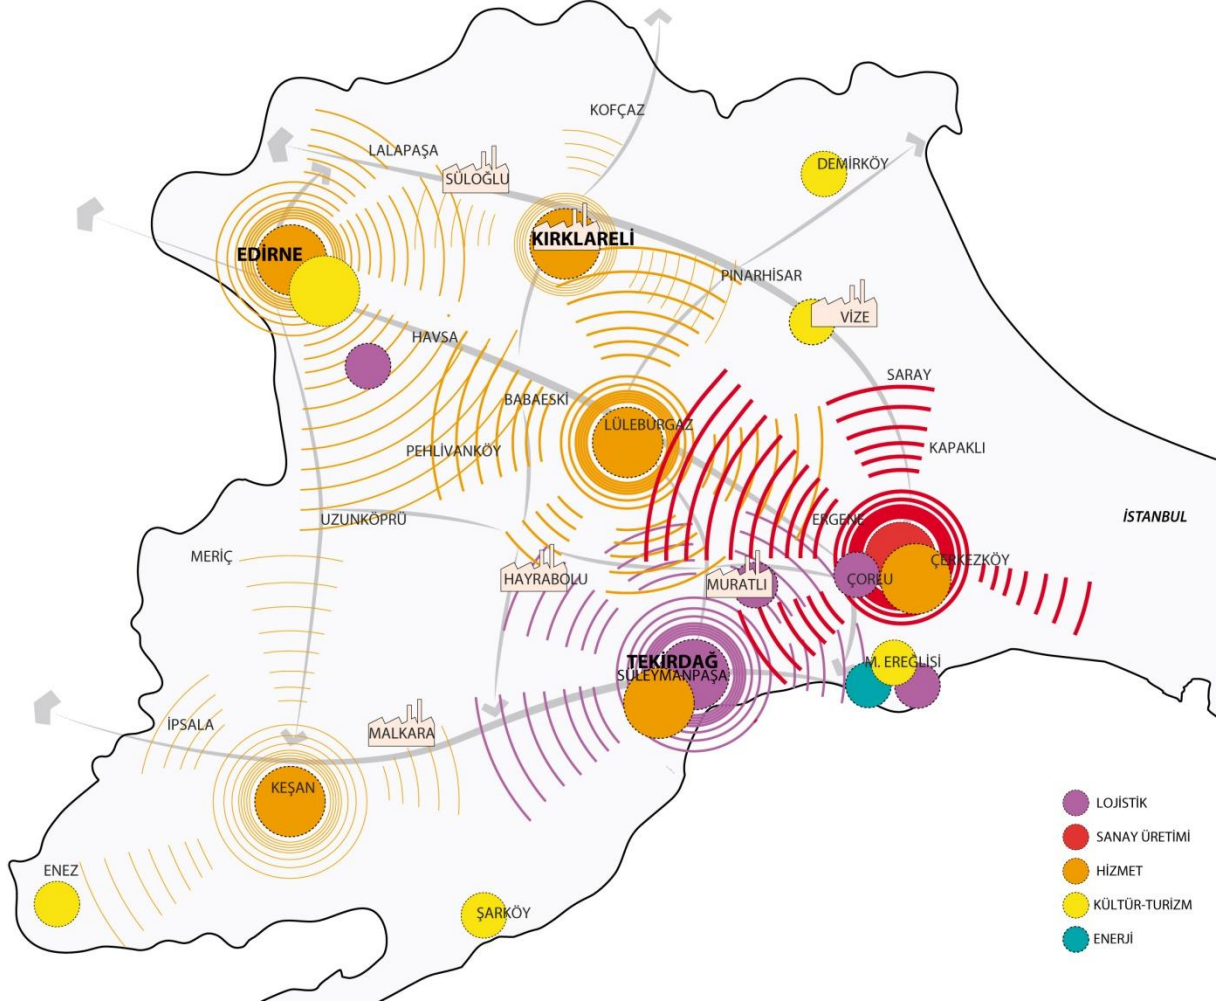 KOFÇAZ
LALAPAŞA
DEMİRKÖY
SÜLOĞLU
KIRKLARELİ
EDİRNE
PINARHİSAR
VİZE
HAVSA
SARAY
BABAESKİ
LÜLEBURGAZ
PEHLİVANKÖY
KAPAKLI
İSTANBUL
UZUNKÖPRÜ
ERGENE
MERİÇ
ÇERKEZKÖY
HAYRABOLU
MURATLI
ÇORLU
TEKİRDAĞ
SÜLEYMANPAŞA
M. EREĞLİSİ
İPSALA
MALKARA
KEŞAN
ENEZ
ŞARKÖY
LOJİSTİK
SANAY ÜRETİMİ
HİZMET
KÜLTÜR-TURİZM
ENERJİ